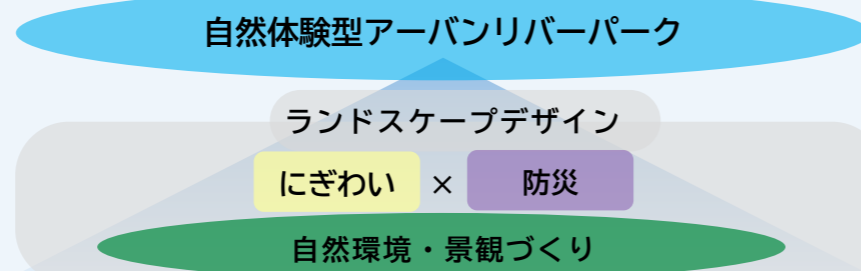 自然体験型アーバンリバーパーク
ランドスケープデザイン
にぎわい × 防災
自然環境・景観づくり